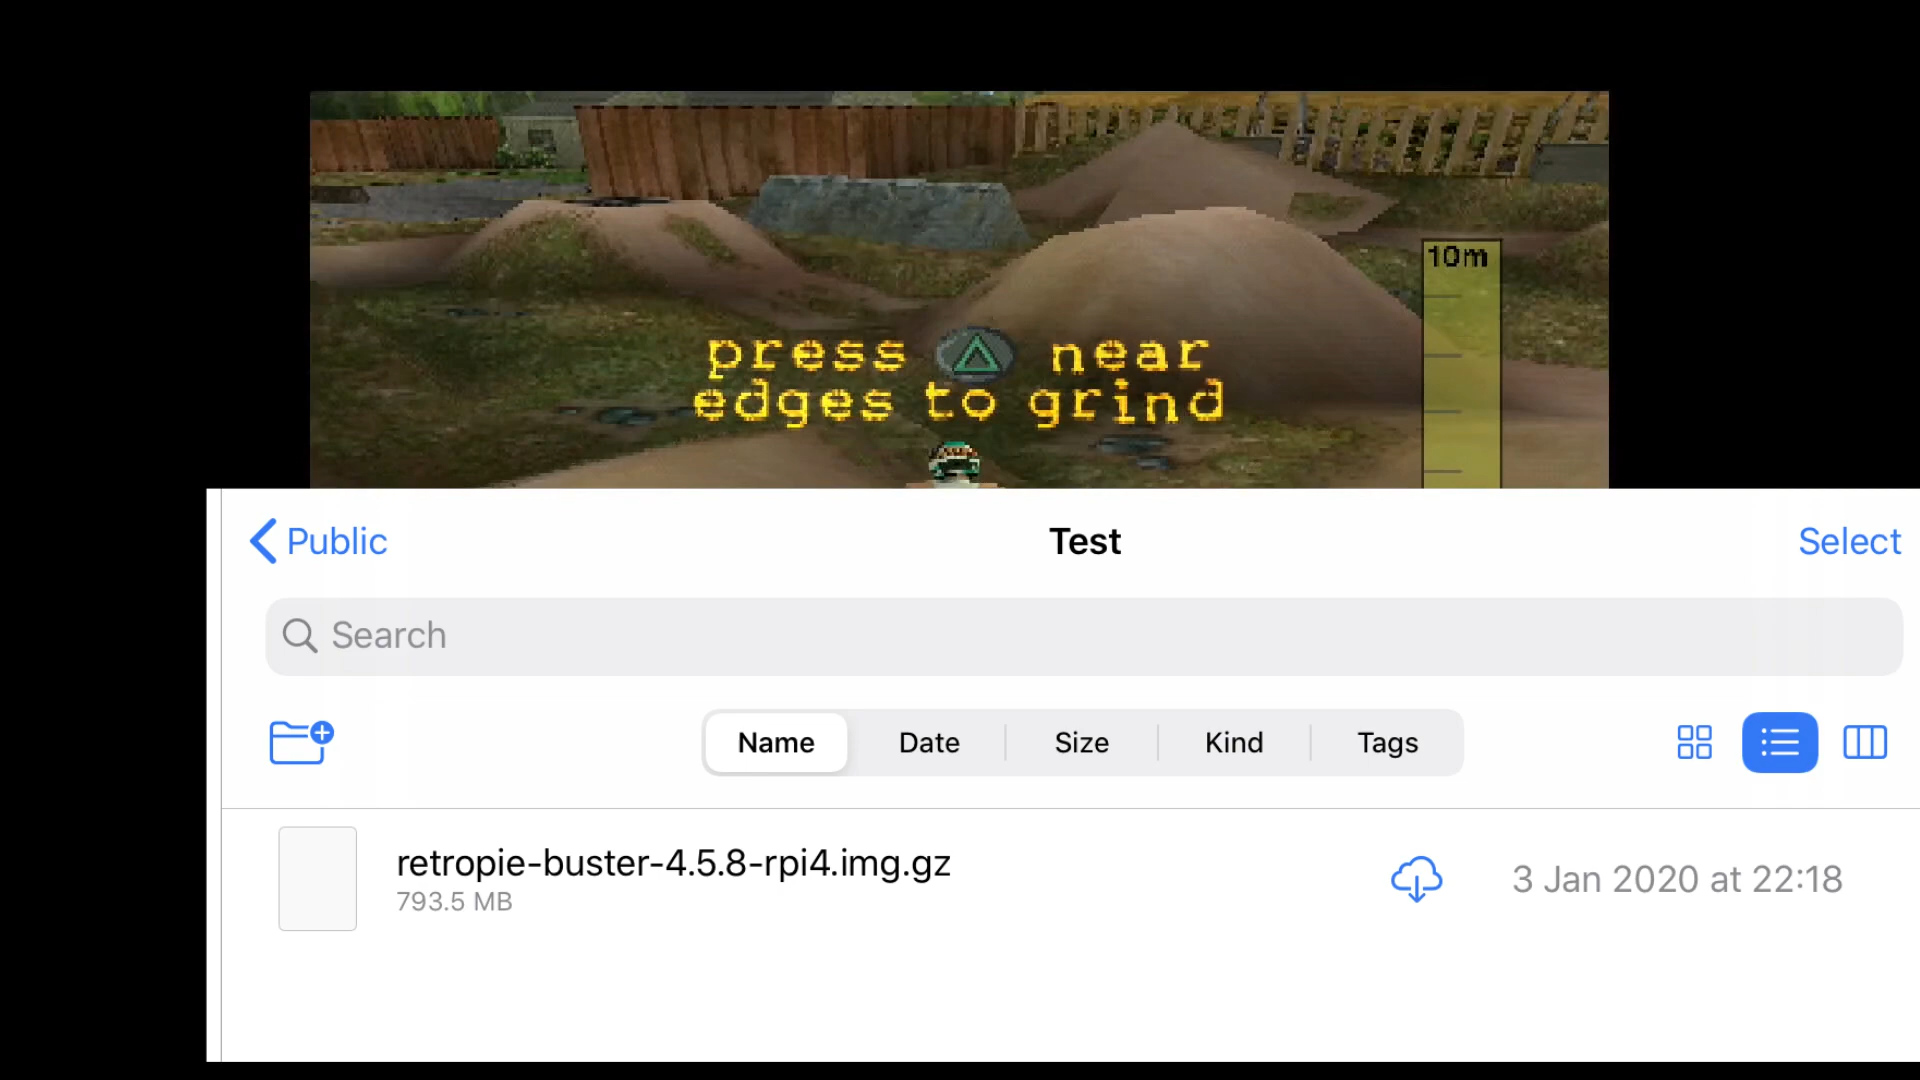 10m
press near
edges to grind
Public
Test
Select
Search
Name
Date
Size
Kind
Tags
retropie-buster-4.5.8-rpi4.img.gz
793.5 MB
3 Jan 2020 at 22:18